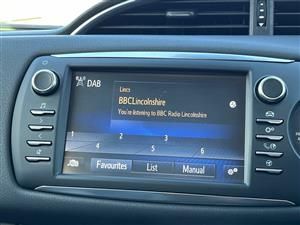 DAB
Lincs
BBCLincolnshire
You're listening to BBC Radio Lincolnshire
1
2
3
4
5
6
Favourites
List
Manual